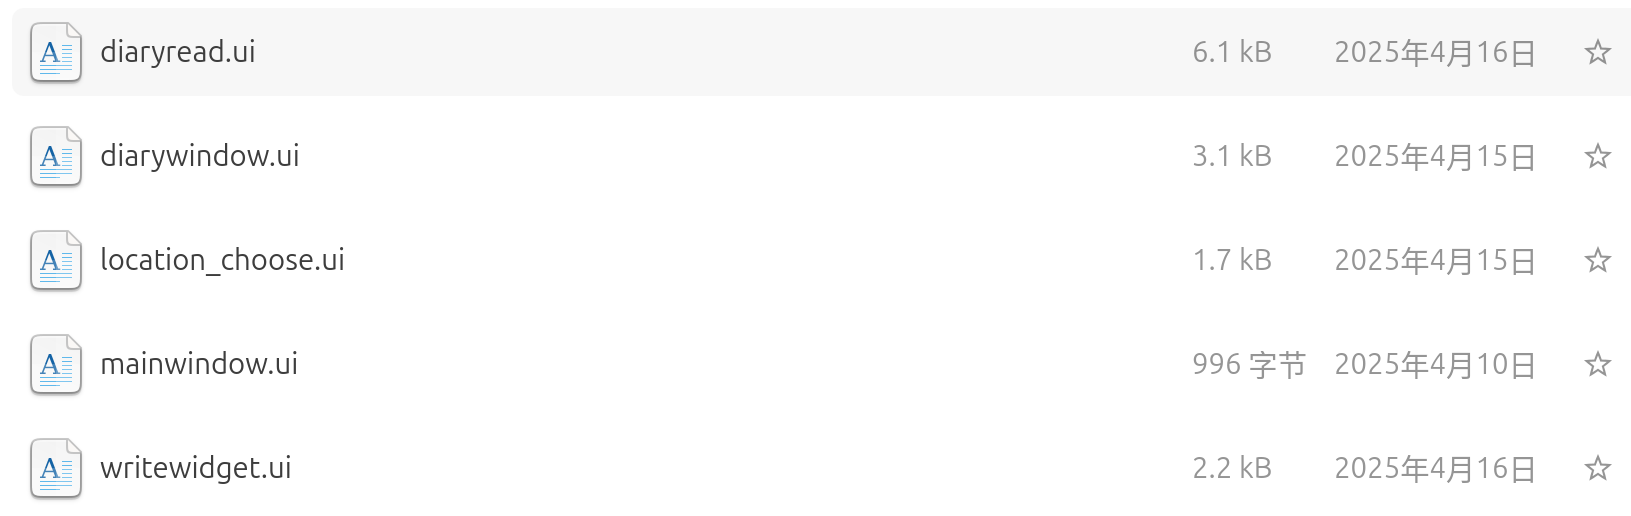 diaryread.ui 6.1 kB 2025年4月16日
diarywindow.ui 3.1 kB 2025年4月15日
location_choose.ui 1.7 kB 2025年4月15日
mainwindow.ui 996 字节 2025年4月10日
writewidget.ui 2.2 kB 2025年4月16日